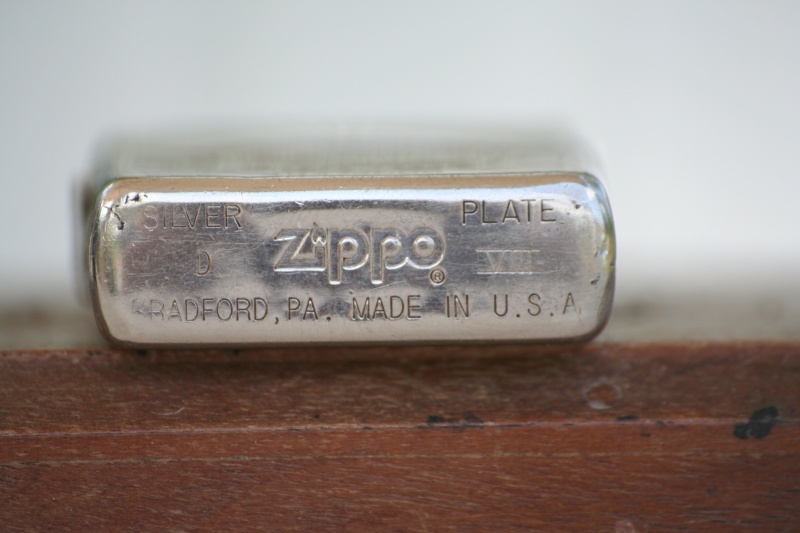 SILVER PLATE
D Zippo® VIII
BRADFORD, PA. MADE IN U.S.A